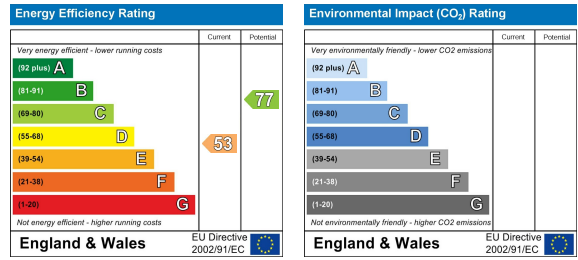 Energy Efficiency Rating
Current Potential
Very energy efficient - lower running costs
(92 plus) A
(81-91) B
77
(69-80) C
(55-68) D
53
(39-54) E
(21-38) F
(1-20) G
Not energy efficient - higher running costs
England & Wales
EU Directive
2002/91/EC
Environmental Impact (CO₂) Rating
Current Potential
Very environmentally friendly - lower CO2 emissions
(92 plus) A
(81-91) B
(69-80) C
(55-68) D
(39-54) E
(21-38) F
(1-20) G
Not environmentally friendly - higher CO2 emissions
England & Wales
EU Directive
2002/91/EC